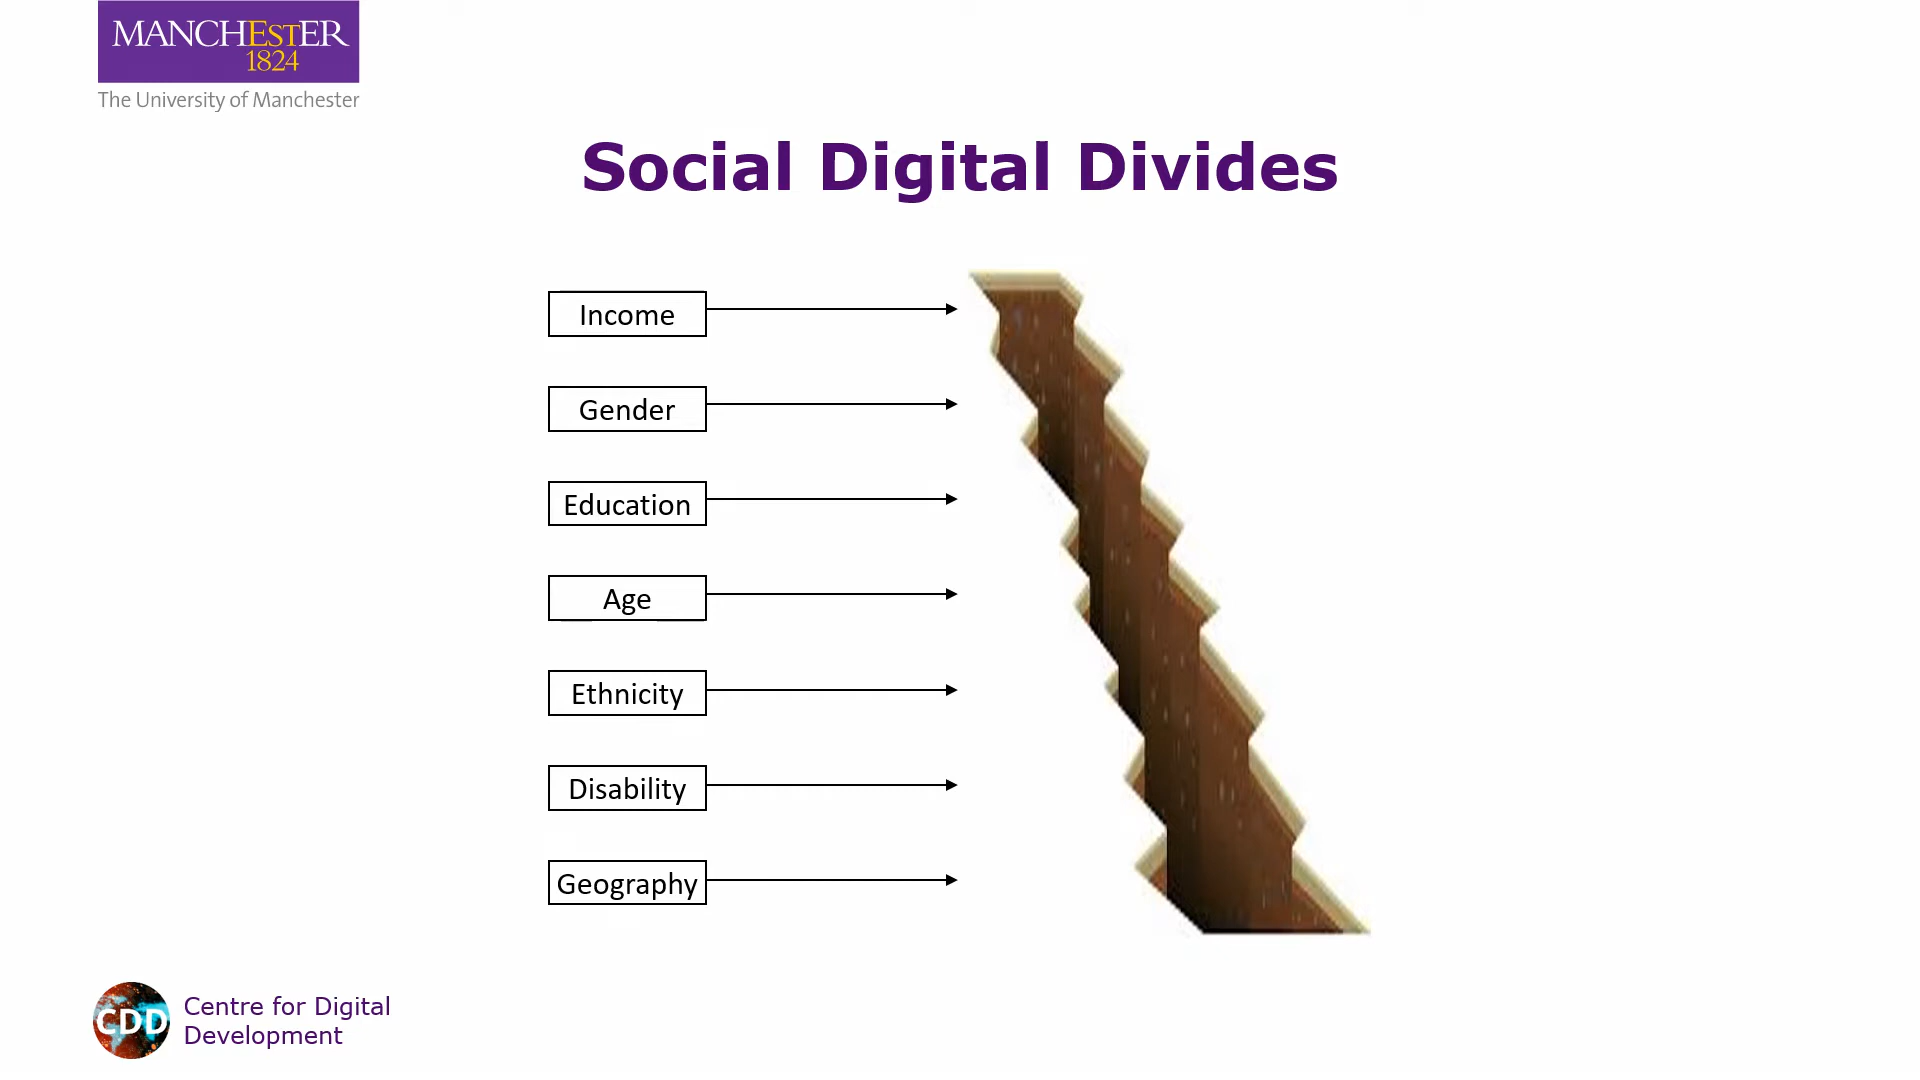 MANCHEstER
1824
The University of Manchester
Social Digital Divides
Income
Gender
Education
Age
Ethnicity
Disability
Geography
CDD
Centre for Digital
Development